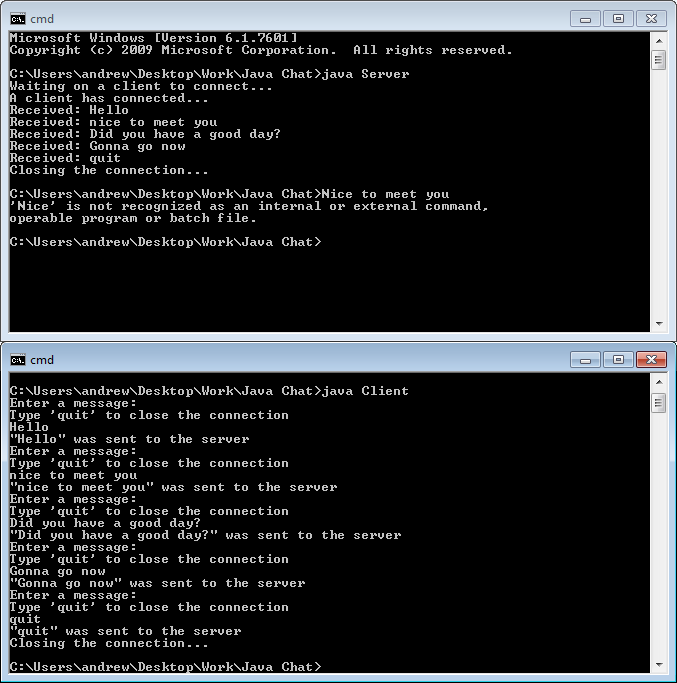 cmd
Microsoft Windows [Version 6.1.7601]
Copyright (c) 2009 Microsoft Corporation.  All rights reserved.
C:\Users\andrew\Desktop\Work\Java Chat>java Server
Waiting on a client to connect...
A client has connected...
Received: Hello
Received: nice to meet you
Received: Did you have a good day?
Received: Gonna go now
Received: quit
Closing the connection...
C:\Users\andrew\Desktop\Work\Java Chat>Nice to meet you
'Nice' is not recognized as an internal or external command,
operable program or batch file.
C:\Users\andrew\Desktop\Work\Java Chat>
cmd
C:\Users\andrew\Desktop\Work\Java Chat>java Client
Enter a message:
Type 'quit' to close the connection
Hello
"Hello" was sent to the server
Enter a message:
Type 'quit' to close the connection
nice to meet you
"nice to meet you" was sent to the server
Enter a message:
Type 'quit' to close the connection
Did you have a good day?
"Did you have a good day?" was sent to the server
Enter a message:
Type 'quit' to close the connection
Gonna go now
"Gonna go now" was sent to the server
Enter a message:
Type 'quit' to close the connection
quit
"quit" was sent to the server
Closing the connection...
C:\Users\andrew\Desktop\Work\Java Chat>